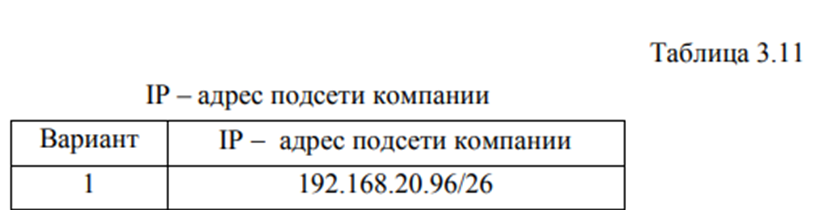 Таблица 3.11
IP – адрес подсети компании
Вариант IP – адрес подсети компании
1 192.168.20.96/26